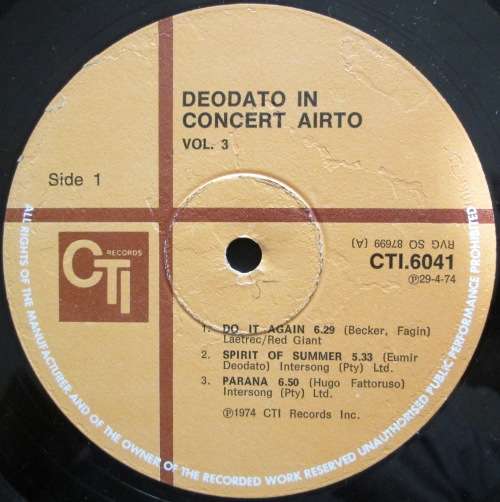 DEODATO IN
CONCERT AIRTO
VOL. 3
Side 1
CTI
RECORDS
RVG SO 87699 (A)
CTI.6041
Ⓟ29-4-74
1. DO IT AGAIN 6.29 (Becker, Fagin)
Laetrec/Red Giant
2. SPIRIT OF SUMMER 5.33 (Eumir
Deodato) Intersong (Pty) Ltd.
3. PARANA 6.50 (Hugo Fattoruso)
Intersong (Pty) Ltd.
Ⓟ1974 CTI Records Inc.
ALL RIGHTS OF THE MANUFACTURER AND OF THE OWNER OF THE RECORDED WORK RESERVED UNAUTHORISED PUBLIC PERFORMANCE PROHIBITED